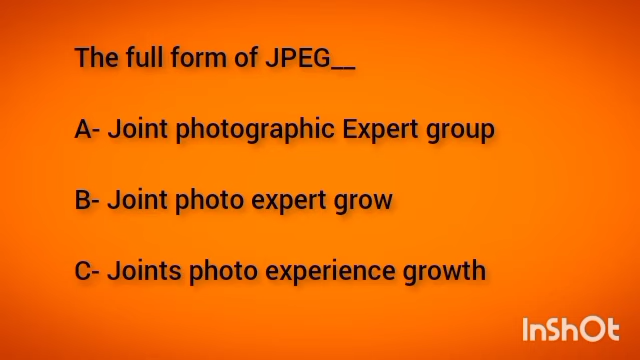 The full form of JPEG__
A- Joint photographic Expert group
B- Joint photo expert grow
C- Joints photo experience growth
InShOt